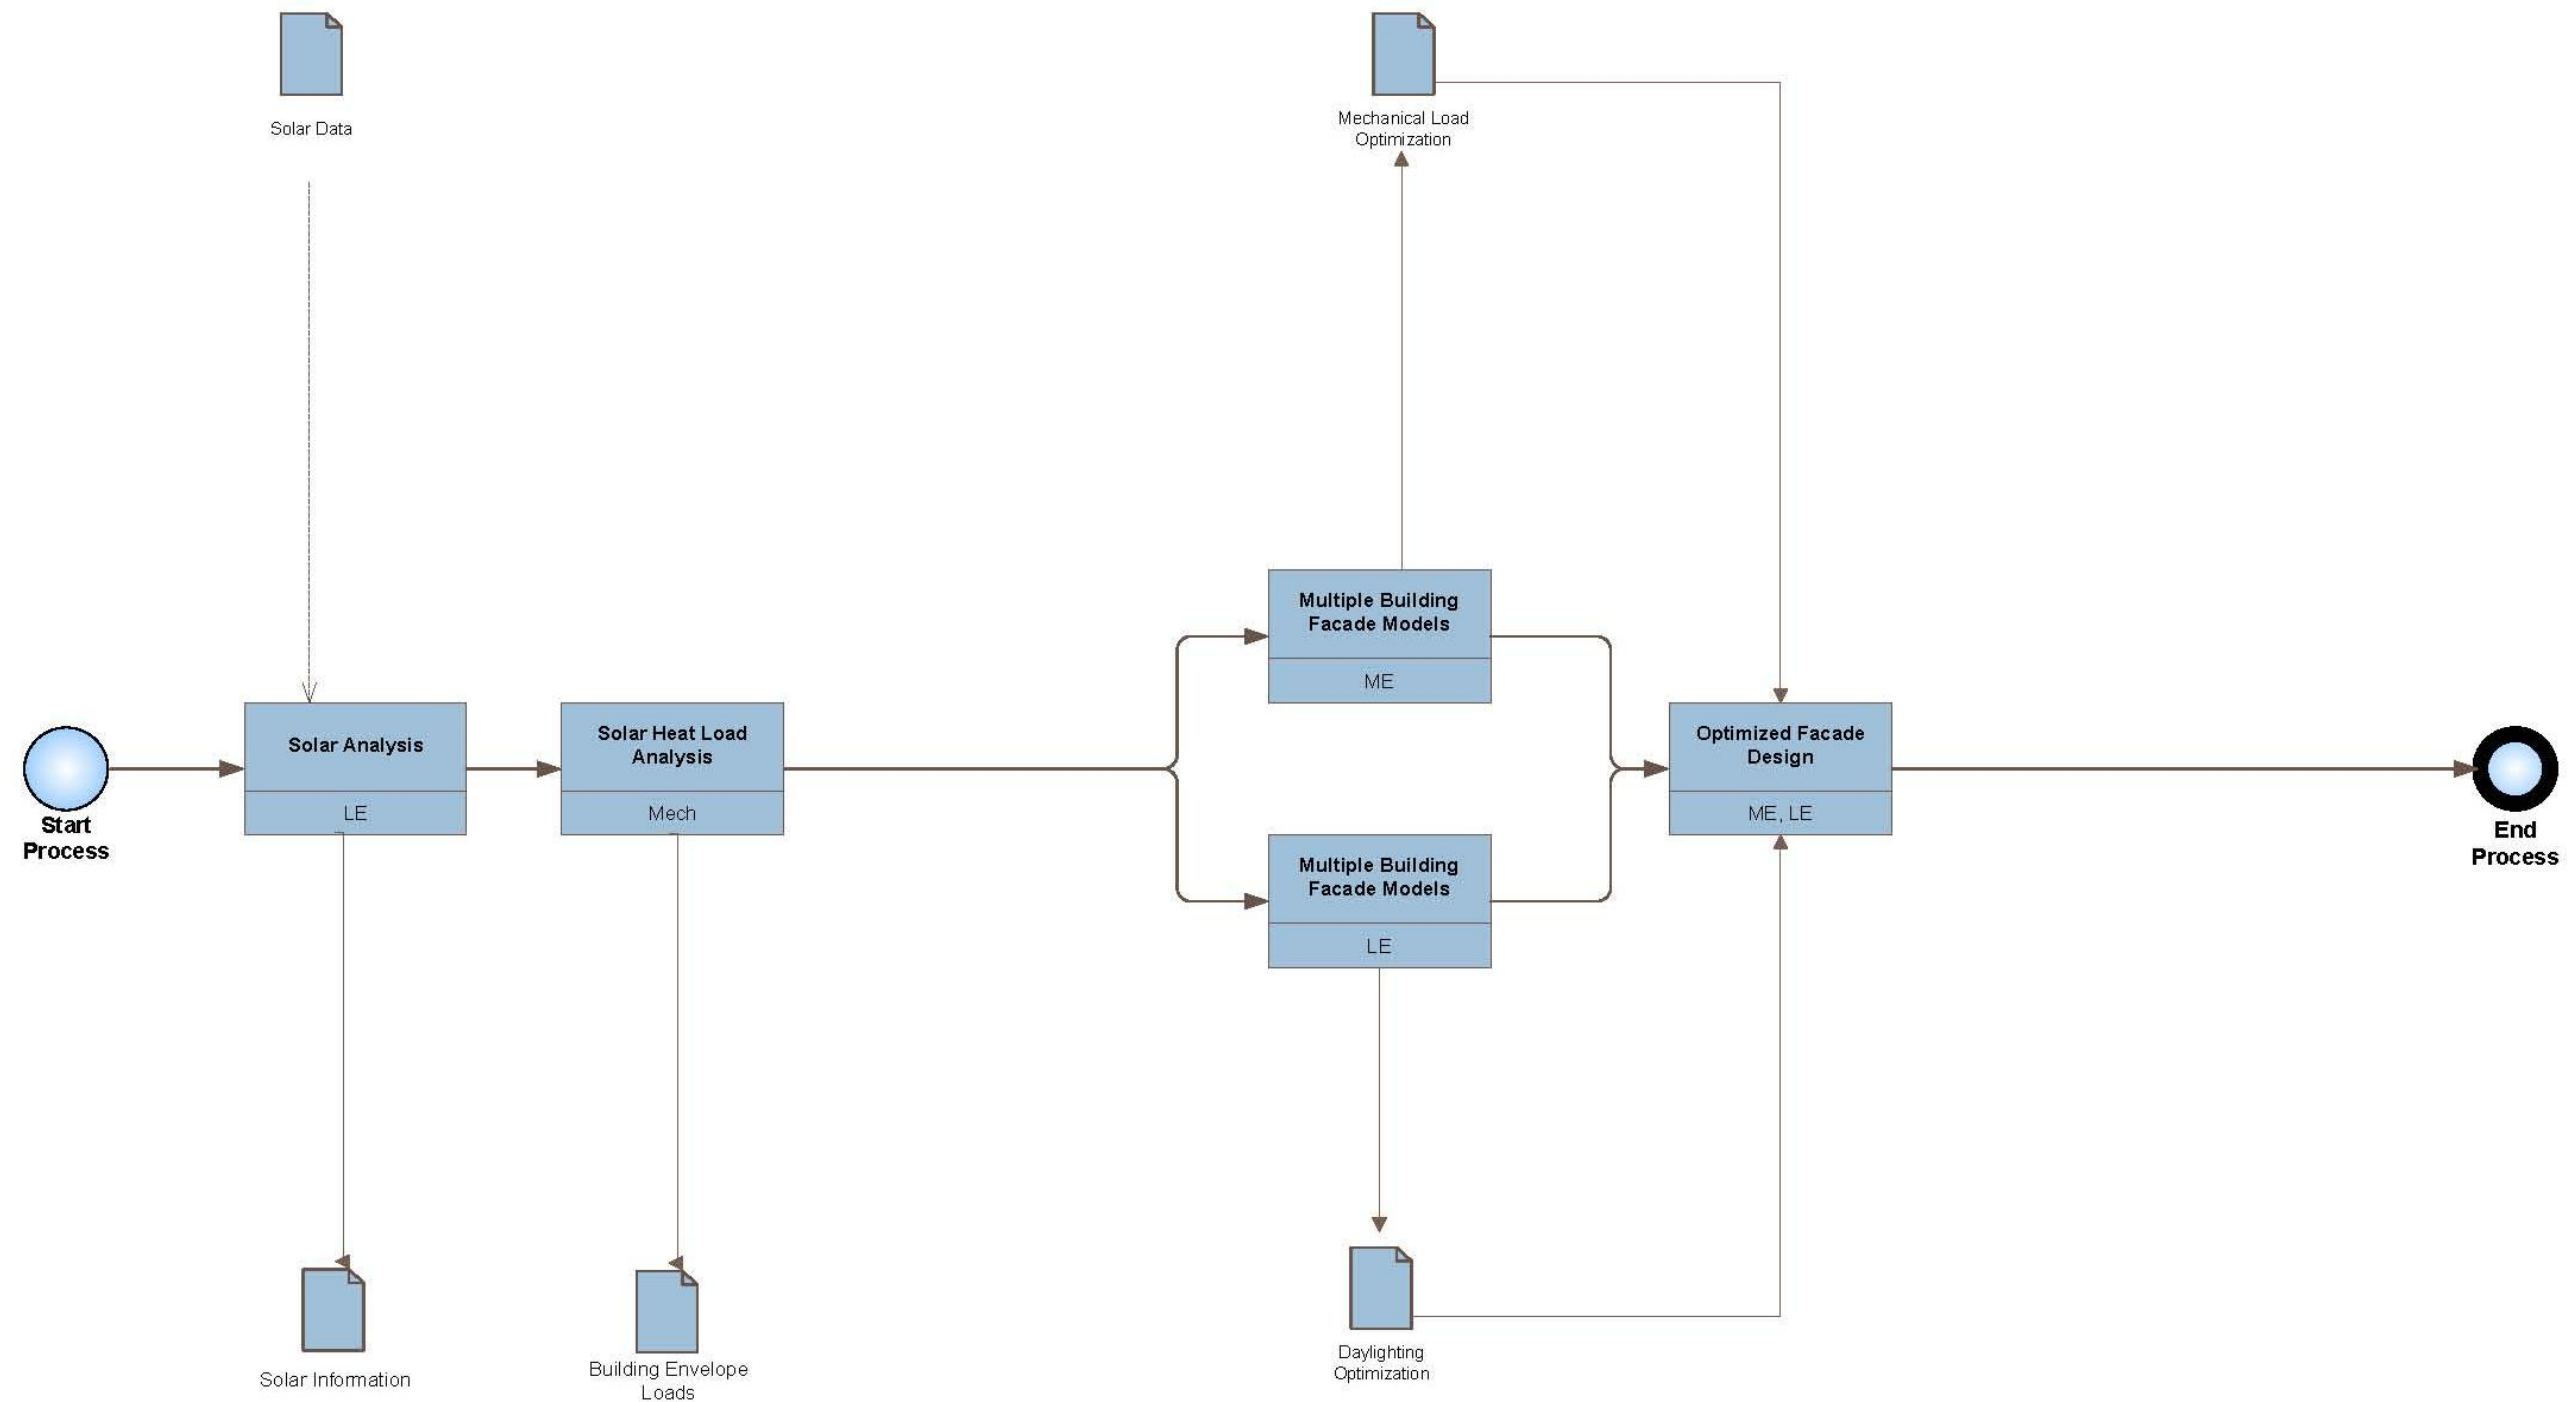 Solar Data
Mechanical Load
Optimization
Multiple Building
Facade Models
ME
Start
Process
Solar Analysis
LE
Solar Heat Load
Analysis
Mech
Multiple Building
Facade Models
LE
Optimized Facade
Design
ME, LE
End
Process
Solar Information
Building Envelope
Loads
Daylighting
Optimization